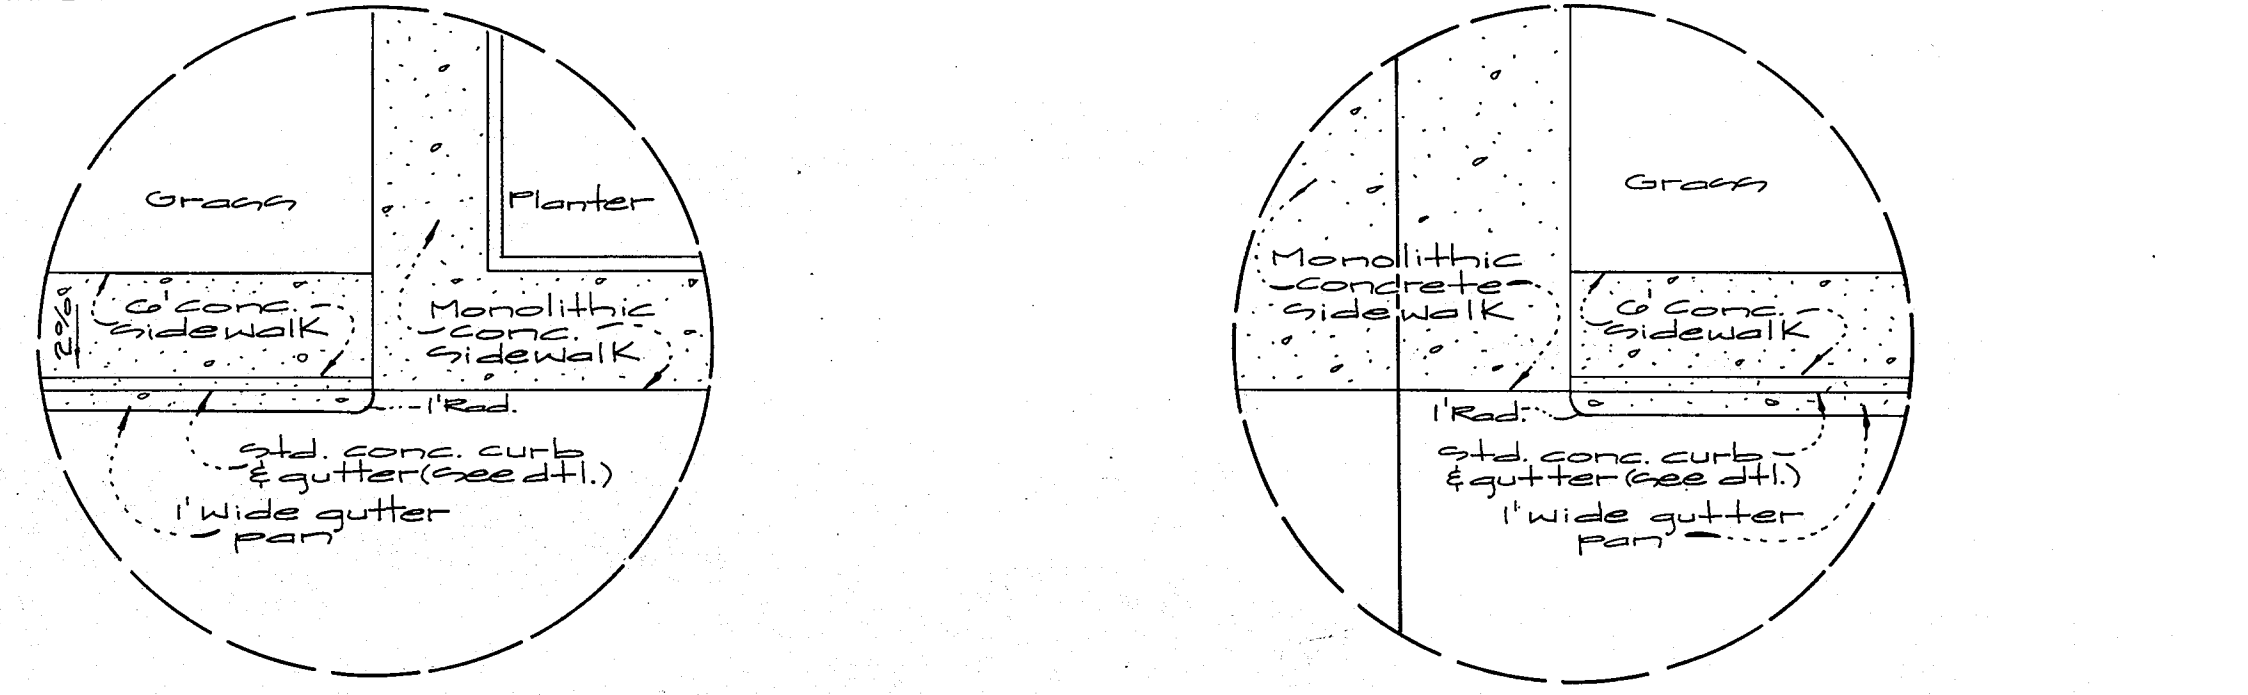 Grass
Planter
2%
6' conc.
sidewalk
Monolithic
conc.
sidewalk
1' Rad.
std. conc. curb
& gutter (see dtl.)
1' wide gutter
pan
Grass
Monolithic
concrete
sidewalk
6' conc.
sidewalk
1' Rad.
std. conc. curb
& gutter (see dtl.)
1' wide gutter
pan